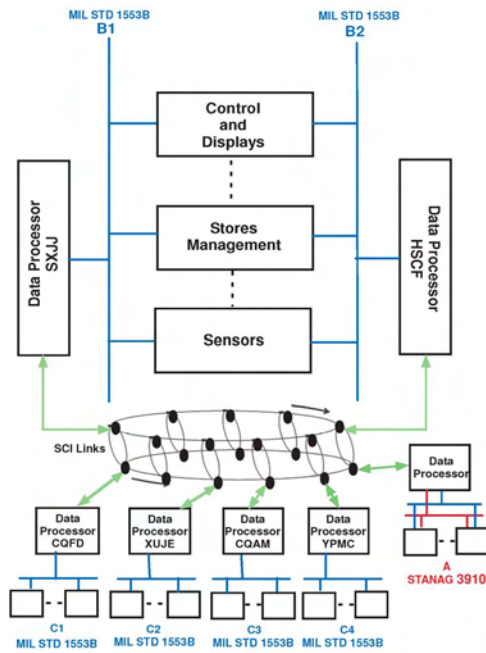 MIL STD 1553B
B1
MIL STD 1553B
B2
Control
and
Displays
Data Processor
SXJJ
Stores
Management
Data Processor
HSCF
Sensors
SCI Links
Data
Processor
Data
Processor
CQFD
Data
Processor
XUJE
Data
Processor
CQAM
Data
Processor
YPMC
A
STANAG 3910
C1
MIL STD 1553B
C2
MIL STD 1553B
C3
MIL STD 1553B
C4
MIL STD 1553B